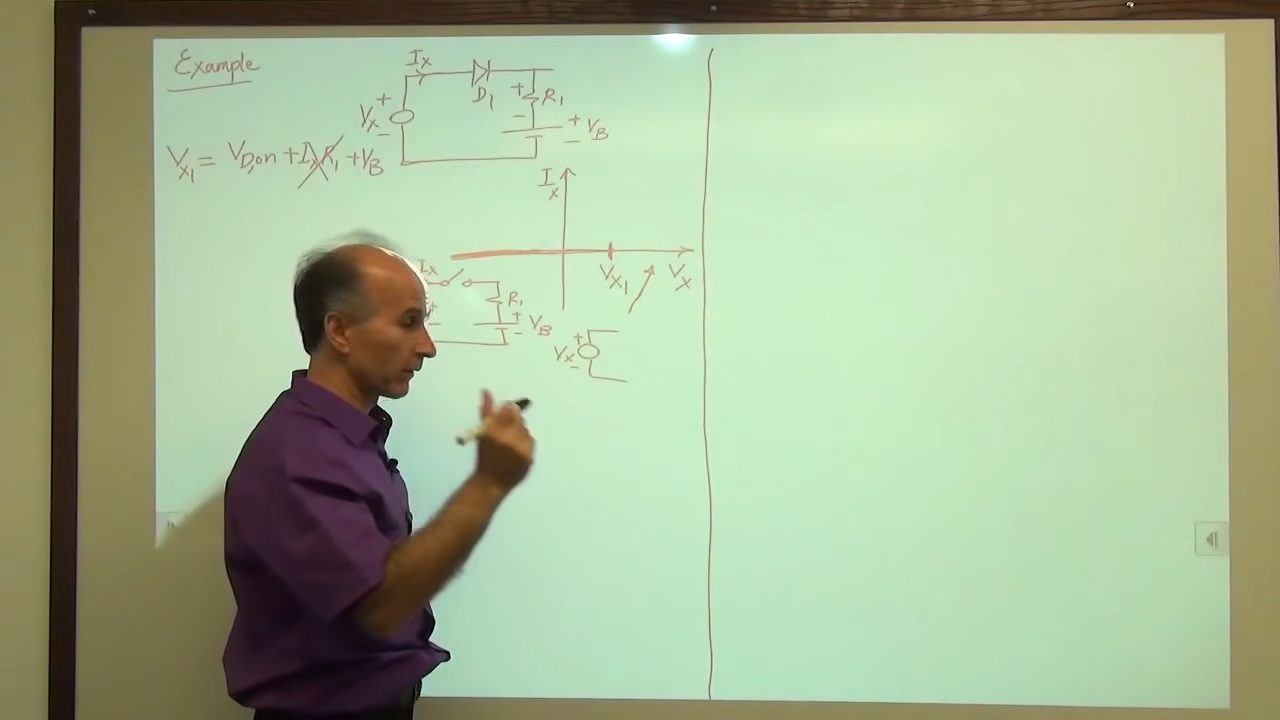 Example
Ix
+
Vx
-
D1
+
R1
-
+
VB
-
Vx1 = VD,on + IxR1 + VB
Ix
Vx1
Vx
Ix
R1
+
-
+
-
VB
+
Vx
-